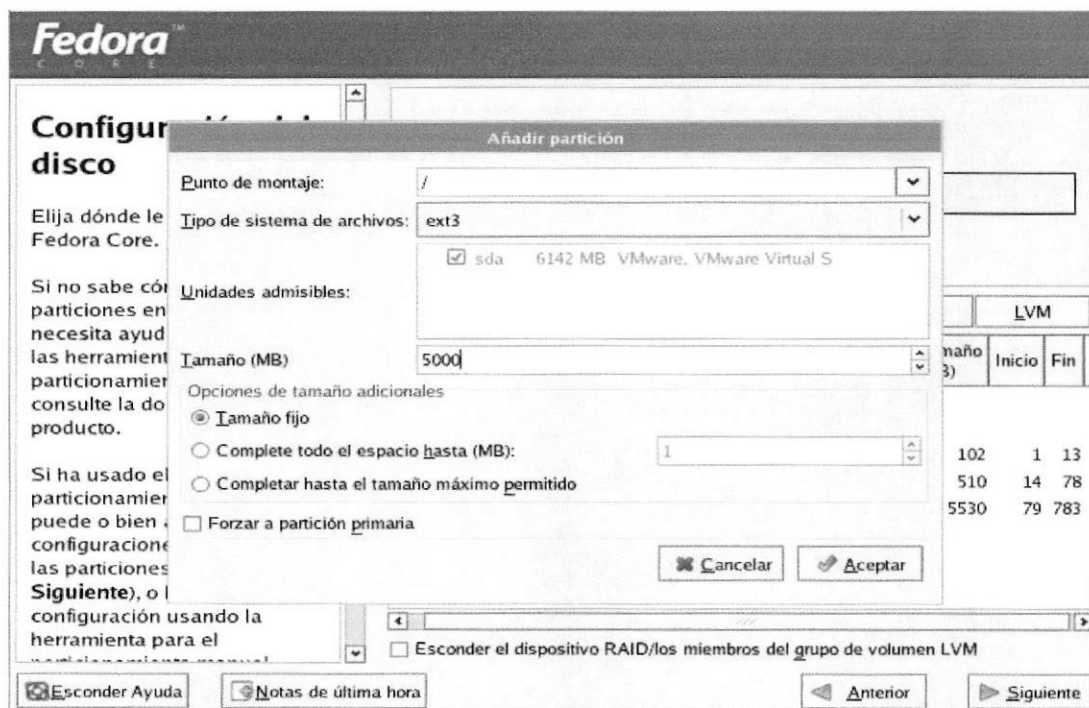 Fedora™
CORE
Configur
disco
Elija dónde le
Fedora Core.
Si no sabe cór
particiones en
necesita ayud
las herramient
particionamier
consulte la do
producto.
Si ha usado el
particionamier
puede o bien
configuracione
las particiones
Siguiente), o
configuración usando la
herramienta para el
Añadir partición
Punto de montaje:
/
Tipo de sistema de archivos:
ext3
Unidades admisibles:
sda 6142 MB VMware, VMware Virtual S
Tamaño (MB)
5000
Opciones de tamaño adicionales
Tamaño fijo
Complete todo el espacio hasta (MB):
1
Completar hasta el tamaño máximo permitido
Forzar a partición primaria
Cancelar
Aceptar
LVM
maño Inicio Fin
102 1 13
510 14 78
5530 79 783
Esconder el dispositivo RAID/los miembros del grupo de volumen LVM
Esconder Ayuda
Notas de última hora
Anterior
Siguiente